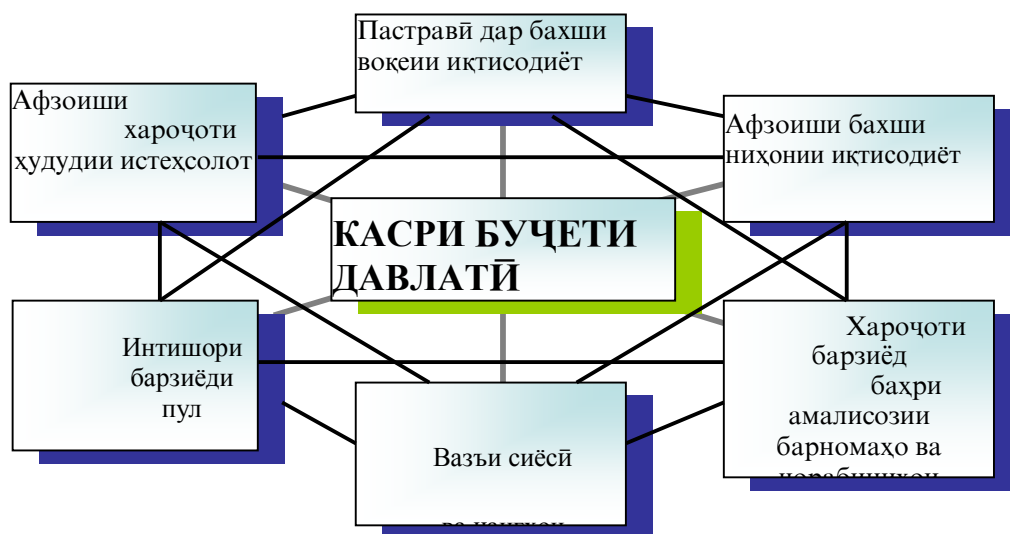 Пастравӣ дар бахши
воқеии иқтисодиёт
Афзоиши
хароҷоти
ҳудудии истеҳсолот
Афзоиши бахши
ниҳонии иқтисодиёт
КАСРИ БУҶЕТИ
ДАВЛАТӢ
Интишори
барзиёди
пул
Вазъи сиёсӣ
Хароҷоти
барзиёд
баҳри
амалисозии
барномаҳо ва